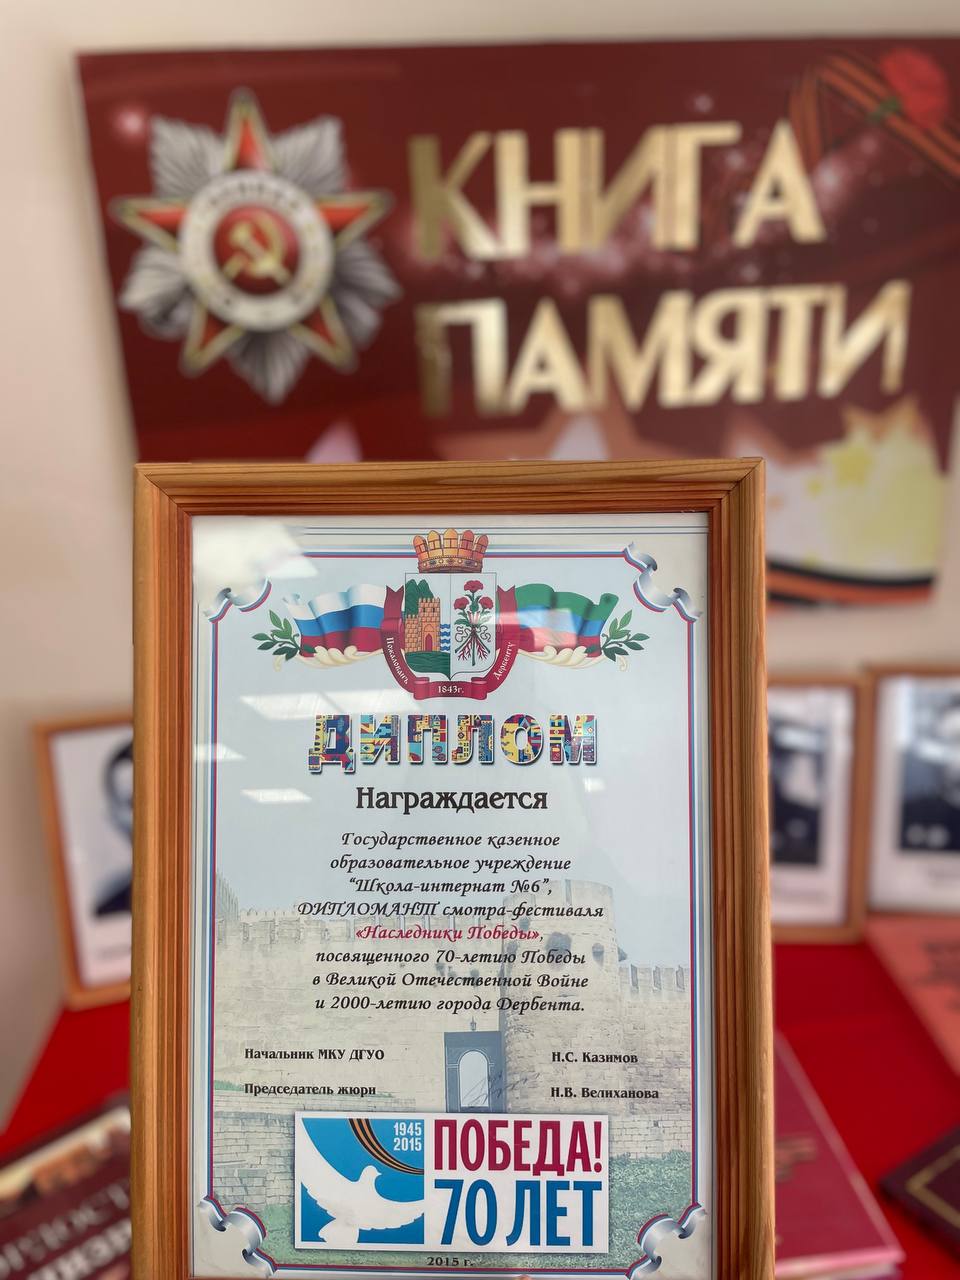 КНИГА
ПАМЯТИ
Пожалованъ
Дербенту
1843г.
ДИПЛОМ
Награждается
Государственное казенное
образовательное учреждение
“Школа-интернат №6”,
ДИПЛОМАНТ смотра-фестиваля
«Наследники Победы»,
посвященного 70-летию Победы
в Великой Отечественной Войне
и 2000-летию города Дербента.
Начальник МКУ ДГУО Н.С. Казимов
Председатель жюри Н.В. Велиханова
1945
2015
ПОБЕДА!
70 ЛЕТ
2015 г.